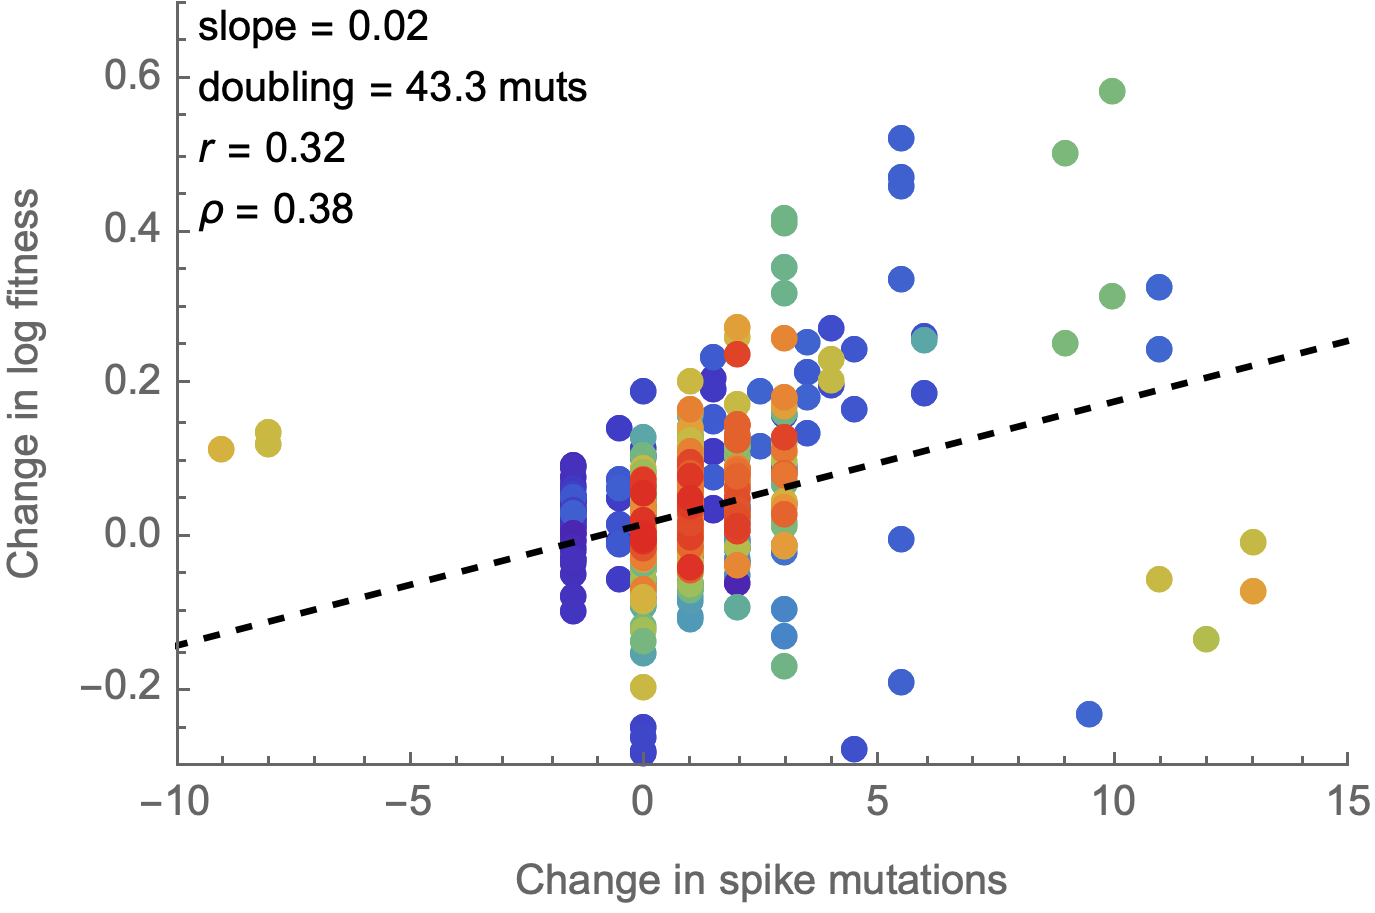 slope = 0.02
doubling = 43.3 muts
r = 0.32
ρ = 0.38
Change in log fitness
0.6
0.4
0.2
0.0
−0.2
−10
−5
0
5
10
15
Change in spike mutations